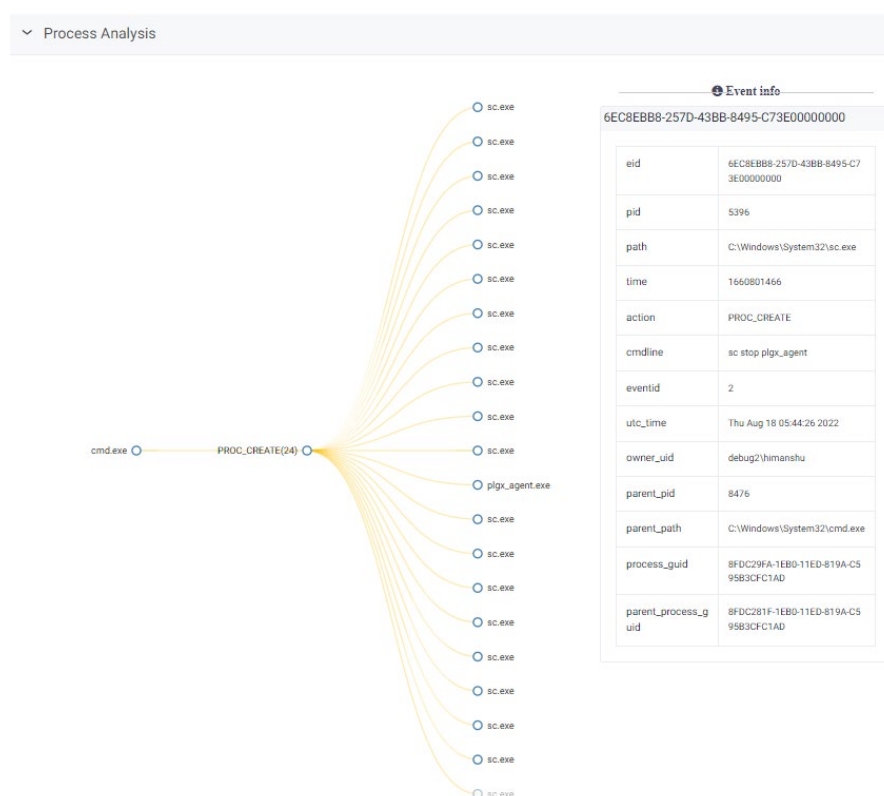 Process Analysis
Event info
6EC8EBB8-257D-43BB-8495-C73E00000000
eid 6EC8EBB8-257D-43BB-8495-C7
3E00000000
pid 5396
path C:\Windows\System32\sc.exe
time 1660801466
action PROC_CREATE
cmdline sc stop plgx_agent
eventid 2
utc_time Thu Aug 18 05:44:26 2022
owner_uid debug2\himanshu
parent_pid 8476
parent_path C:\Windows\System32\cmd.exe
process_guid 8FDC29FA-1EB0-11ED-819A-C5
95B3CFC1AD
parent_process_g
uid
8FDC281F-1EB0-11ED-819A-C5
95B3CFC1AD
cmd.exe
PROC_CREATE(24)
sc.exe
sc.exe
sc.exe
sc.exe
sc.exe
sc.exe
sc.exe
sc.exe
sc.exe
sc.exe
sc.exe
plgx_agent.exe
sc.exe
sc.exe
sc.exe
sc.exe
sc.exe
sc.exe
sc.exe
sc.exe
sc.exe